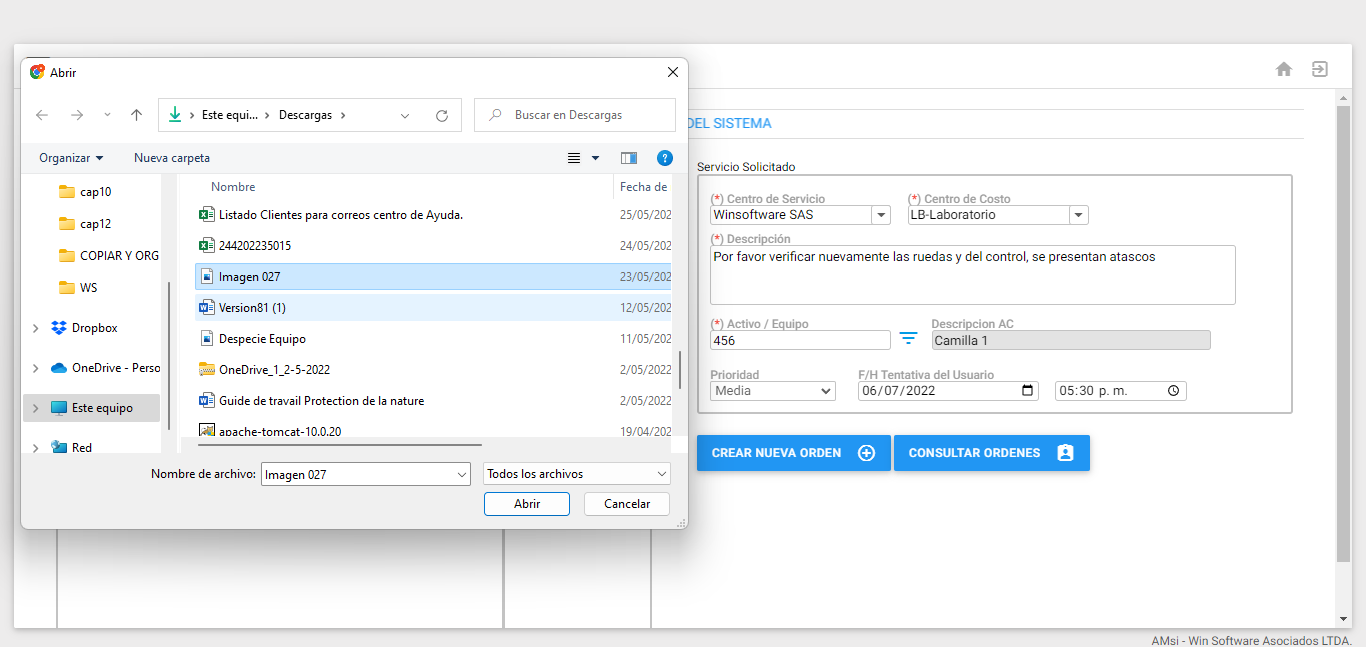 Abrir
Este equi...
Descargas
Buscar en Descargas
Organizar
Nueva carpeta
cap10
cap12
COPIAR Y ORG
WS
Dropbox
OneDrive - Perso
Este equipo
Red
Nombre
Fecha de
Listado Clientes para correos centro de Ayuda.
25/05/202
244202235015
24/05/202
Imagen 027
23/05/202
Version81 (1)
12/05/202
Despecie Equipo
11/05/202
OneDrive_1_2-5-2022
2/05/2022
Guide de travail Protection de la nature
2/05/2022
apache-tomcat-10.0.20
19/04/202
Nombre de archivo:
Imagen 027
Todos los archivos
Abrir
Cancelar
DEL SISTEMA
Servicio Solicitado
(*) Centro de Servicio
(*) Centro de Costo
Winsoftware SAS
LB-Laboratorio
(*) Descripción
Por favor verificar nuevamente las ruedas y del control, se presentan atascos
(*) Activo / Equipo
Descripcion AC
456
Camilla 1
Prioridad
F/H Tentativa del Usuario
Media
06/07/2022
05:30 p. m.
CREAR NUEVA ORDEN
CONSULTAR ORDENES
AMsi - Win Software Asociados LTDA.